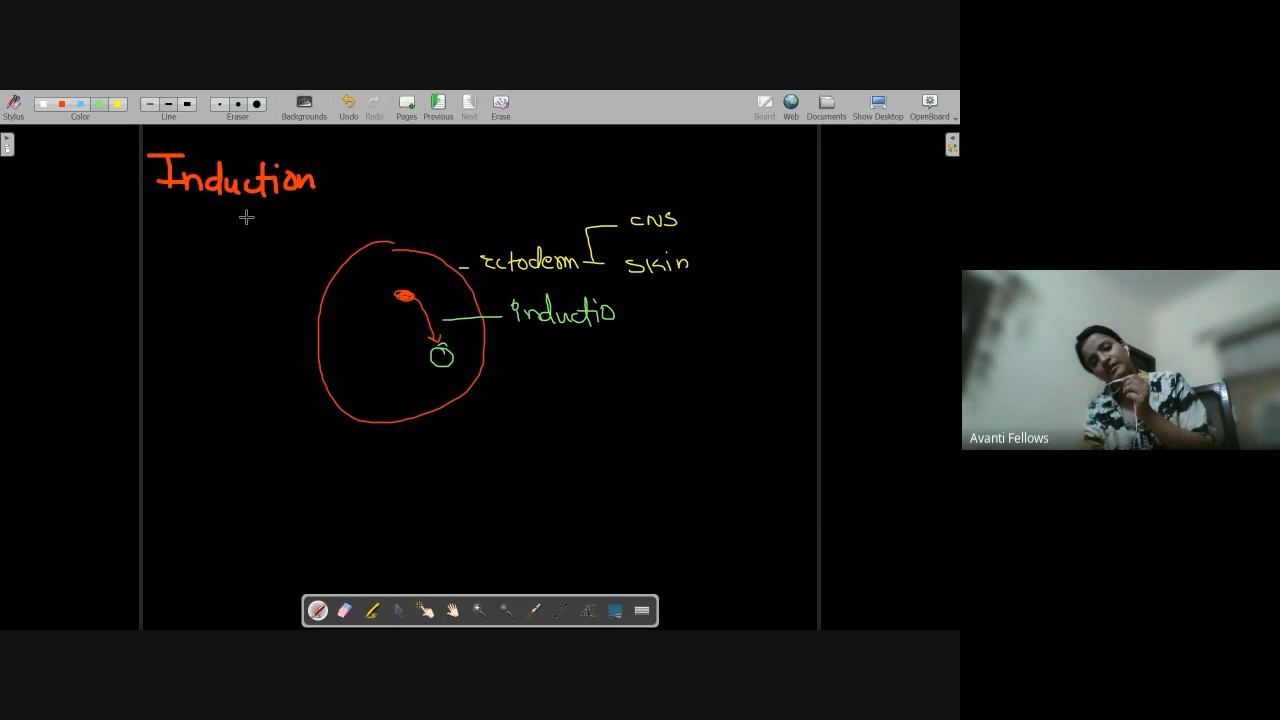 Stylus
Color
Line
Eraser
Backgrounds
Undo
Redo
Pages
Previous
Next
Erase
Board
Web
Documents
Show Desktop
OpenBoard
Induction
CNS
Ectoderm
Skin
inductio
Avanti Fellows